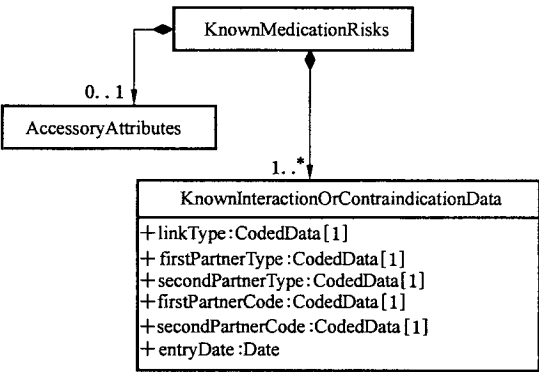 KnownMedicationRisks
0..1
AccessoryAttributes
1..*
KnownInteractionOrContraindicationData
+linkType:CodedData[1]
+firstPartnerType:CodedData[1]
+secondPartnerType:CodedData[1]
+firstPartnerCode:CodedData[1]
+secondPartnerCode:CodedData[1]
+entryDate:Date